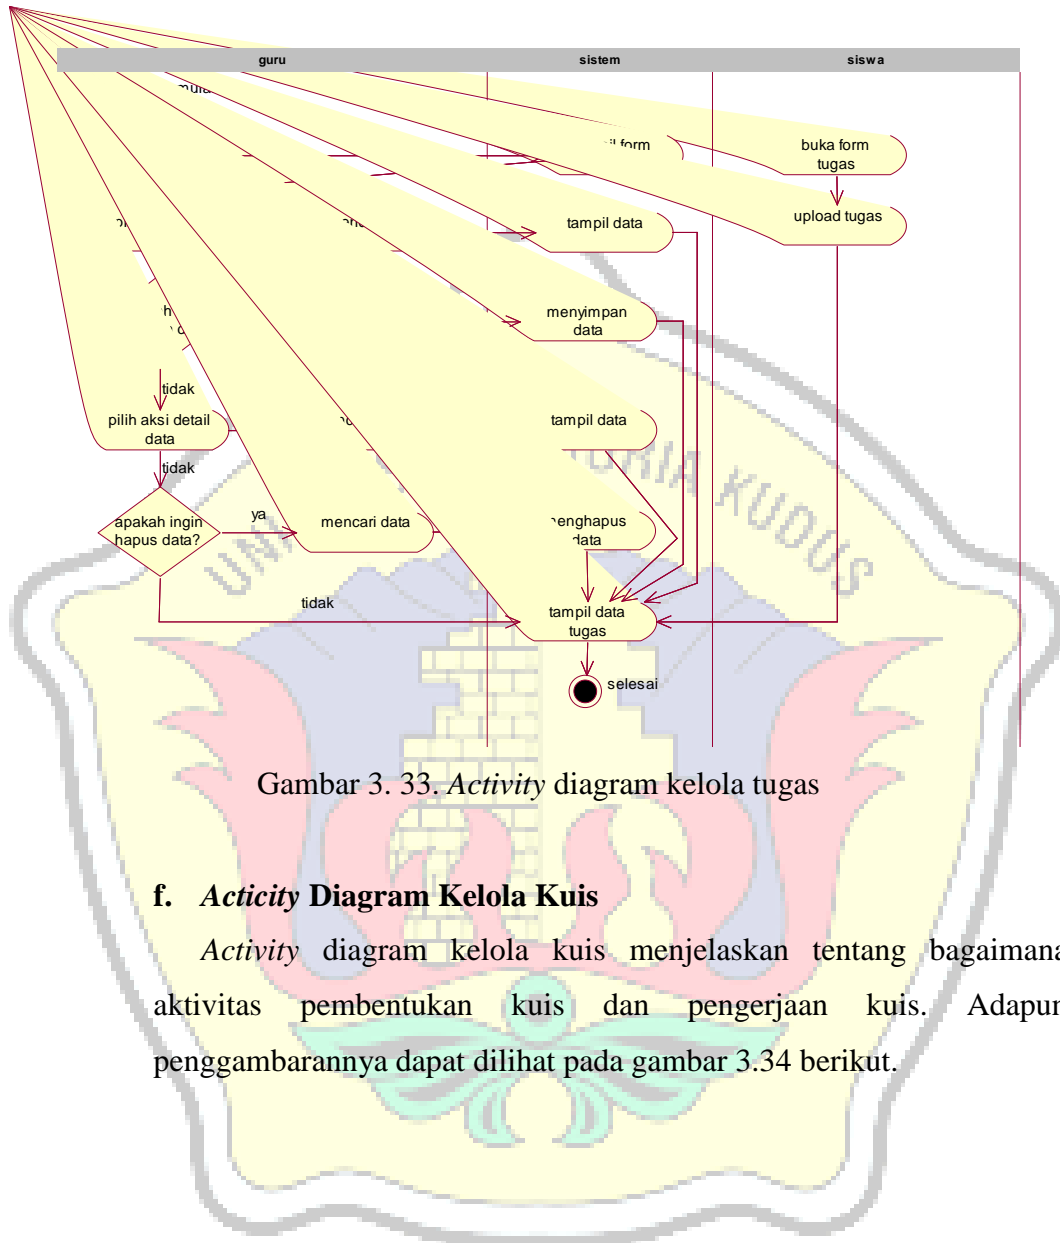 guru
sistem
siswa
form
buka form
tugas
tampil data
upload tugas
menyimpan
data
tidak
pilih aksi detail
data
tampil data
tidak
apakah ingin
hapus data?
ya
mencari data
data
tidak
tampil data
tugas
selesai
KUDUS
Gambar 3. 33. Activity diagram kelola tugas
f. Acticity Diagram Kelola Kuis
Activity diagram kelola kuis menjelaskan tentang bagaimana
aktivitas pembentukan kuis dan pengerjaan kuis. Adapun
penggambarannya dapat dilihat pada gambar 3.34 berikut.